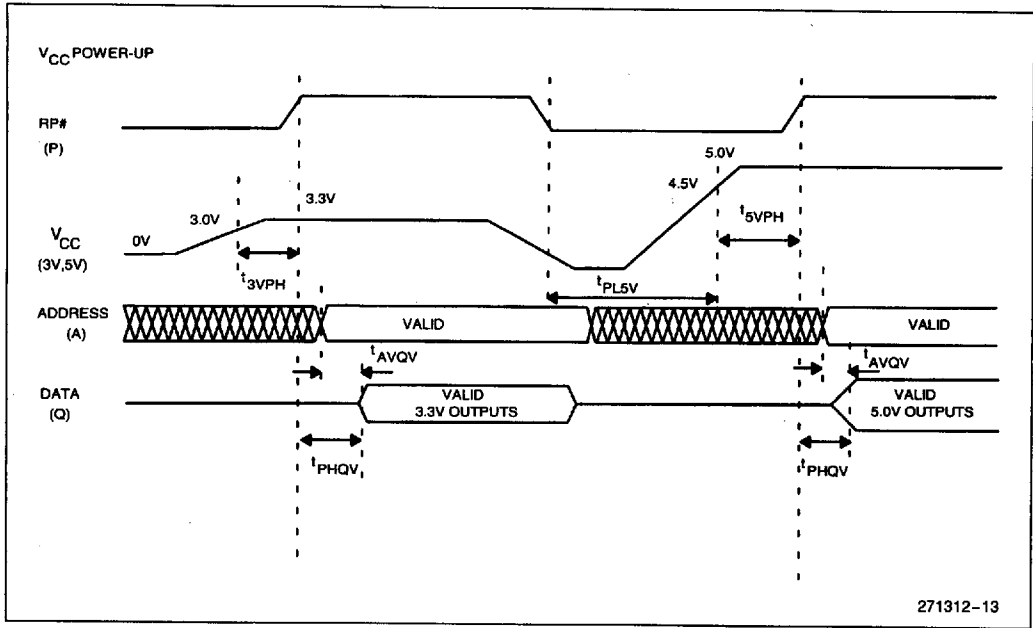 VCC POWER-UP
RP#
(P)
5.0V
4.5V
3.3V
3.0V
t5VPH
VCC
(3V,5V)
0V
t3VPH
tPL5V
ADDRESS
(A)
VALID
VALID
tAVQV
tAVQV
DATA
(Q)
VALID
3.3V OUTPUTS
VALID
5.0V OUTPUTS
tPHQV
tPHQV
271312-13